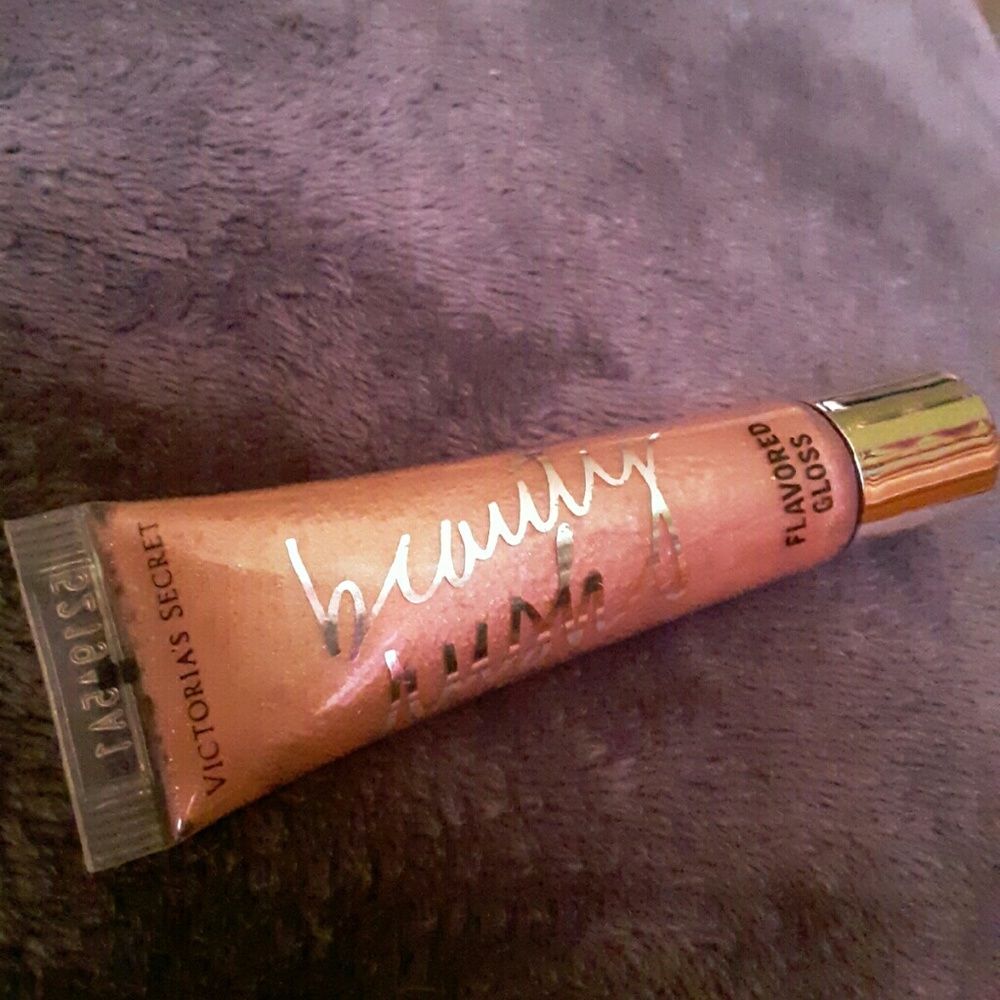 VICTORIA'S SECRET
beauty
rush
FLAVORED
GLOSS